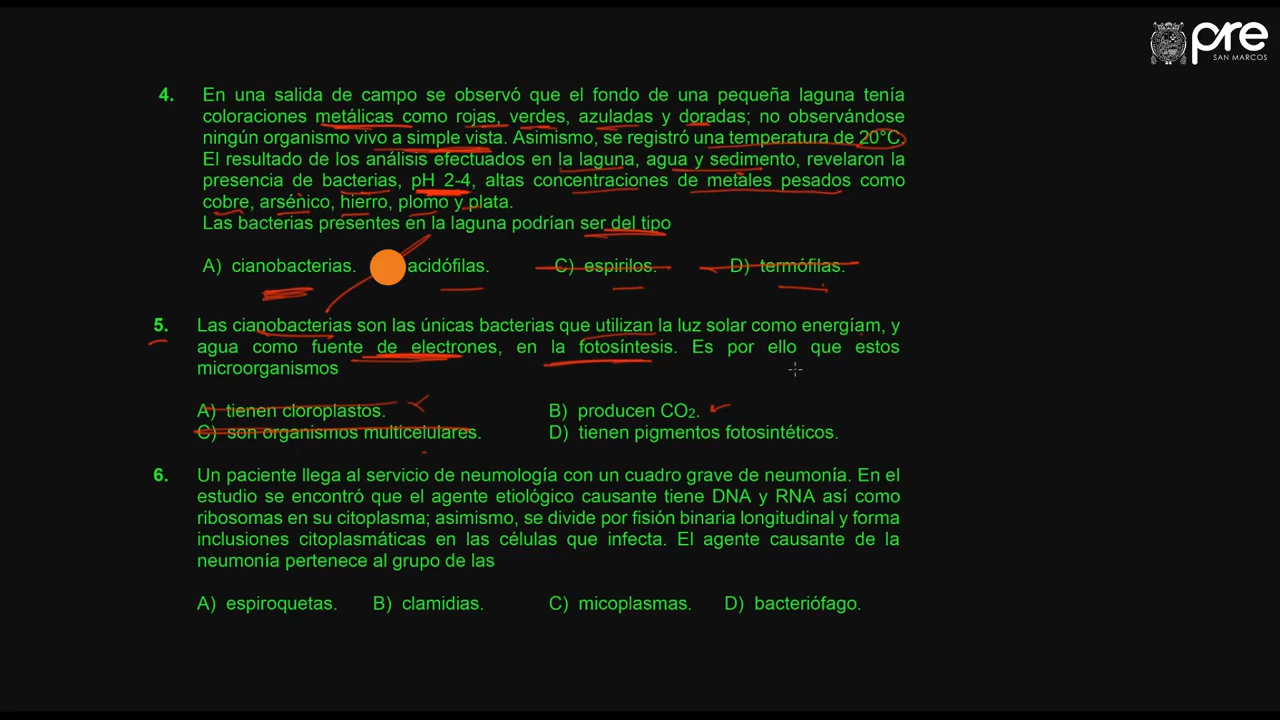 pre
SAN MARCOS
4. En una salida de campo se observó que el fondo de una pequeña laguna tenía
coloraciones metálicas como rojas, verdes, azuladas y doradas; no observándose
ningún organismo vivo a simple vista. Asimismo, se registró una temperatura de 20°C.
El resultado de los análisis efectuados en la laguna, agua y sedimento, revelaron la
presencia de bacterias, pH 2-4, altas concentraciones de metales pesados como
cobre, arsénico, hierro, plomo y plata.
Las bacterias presentes en la laguna podrían ser del tipo
A) cianobacterias. acidófilas. C) espirilos. D) termófilas.
5. Las cianobacterias son las únicas bacterias que utilizan la luz solar como energíam, y
agua como fuente de electrones, en la fotosíntesis. Es por ello que estos
microorganismos
A) tienen cloroplastos. B) producen CO2.
C) son organismos multicelulares. D) tienen pigmentos fotosintéticos.
6. Un paciente llega al servicio de neumología con un cuadro grave de neumonía. En el
estudio se encontró que el agente etiológico causante tiene DNA y RNA así como
ribosomas en su citoplasma; asimismo, se divide por fisión binaria longitudinal y forma
inclusiones citoplasmáticas en las células que infecta. El agente causante de la
neumonía pertenece al grupo de las
A) espiroquetas. B) clamidias. C) micoplasmas. D) bacteriófago.